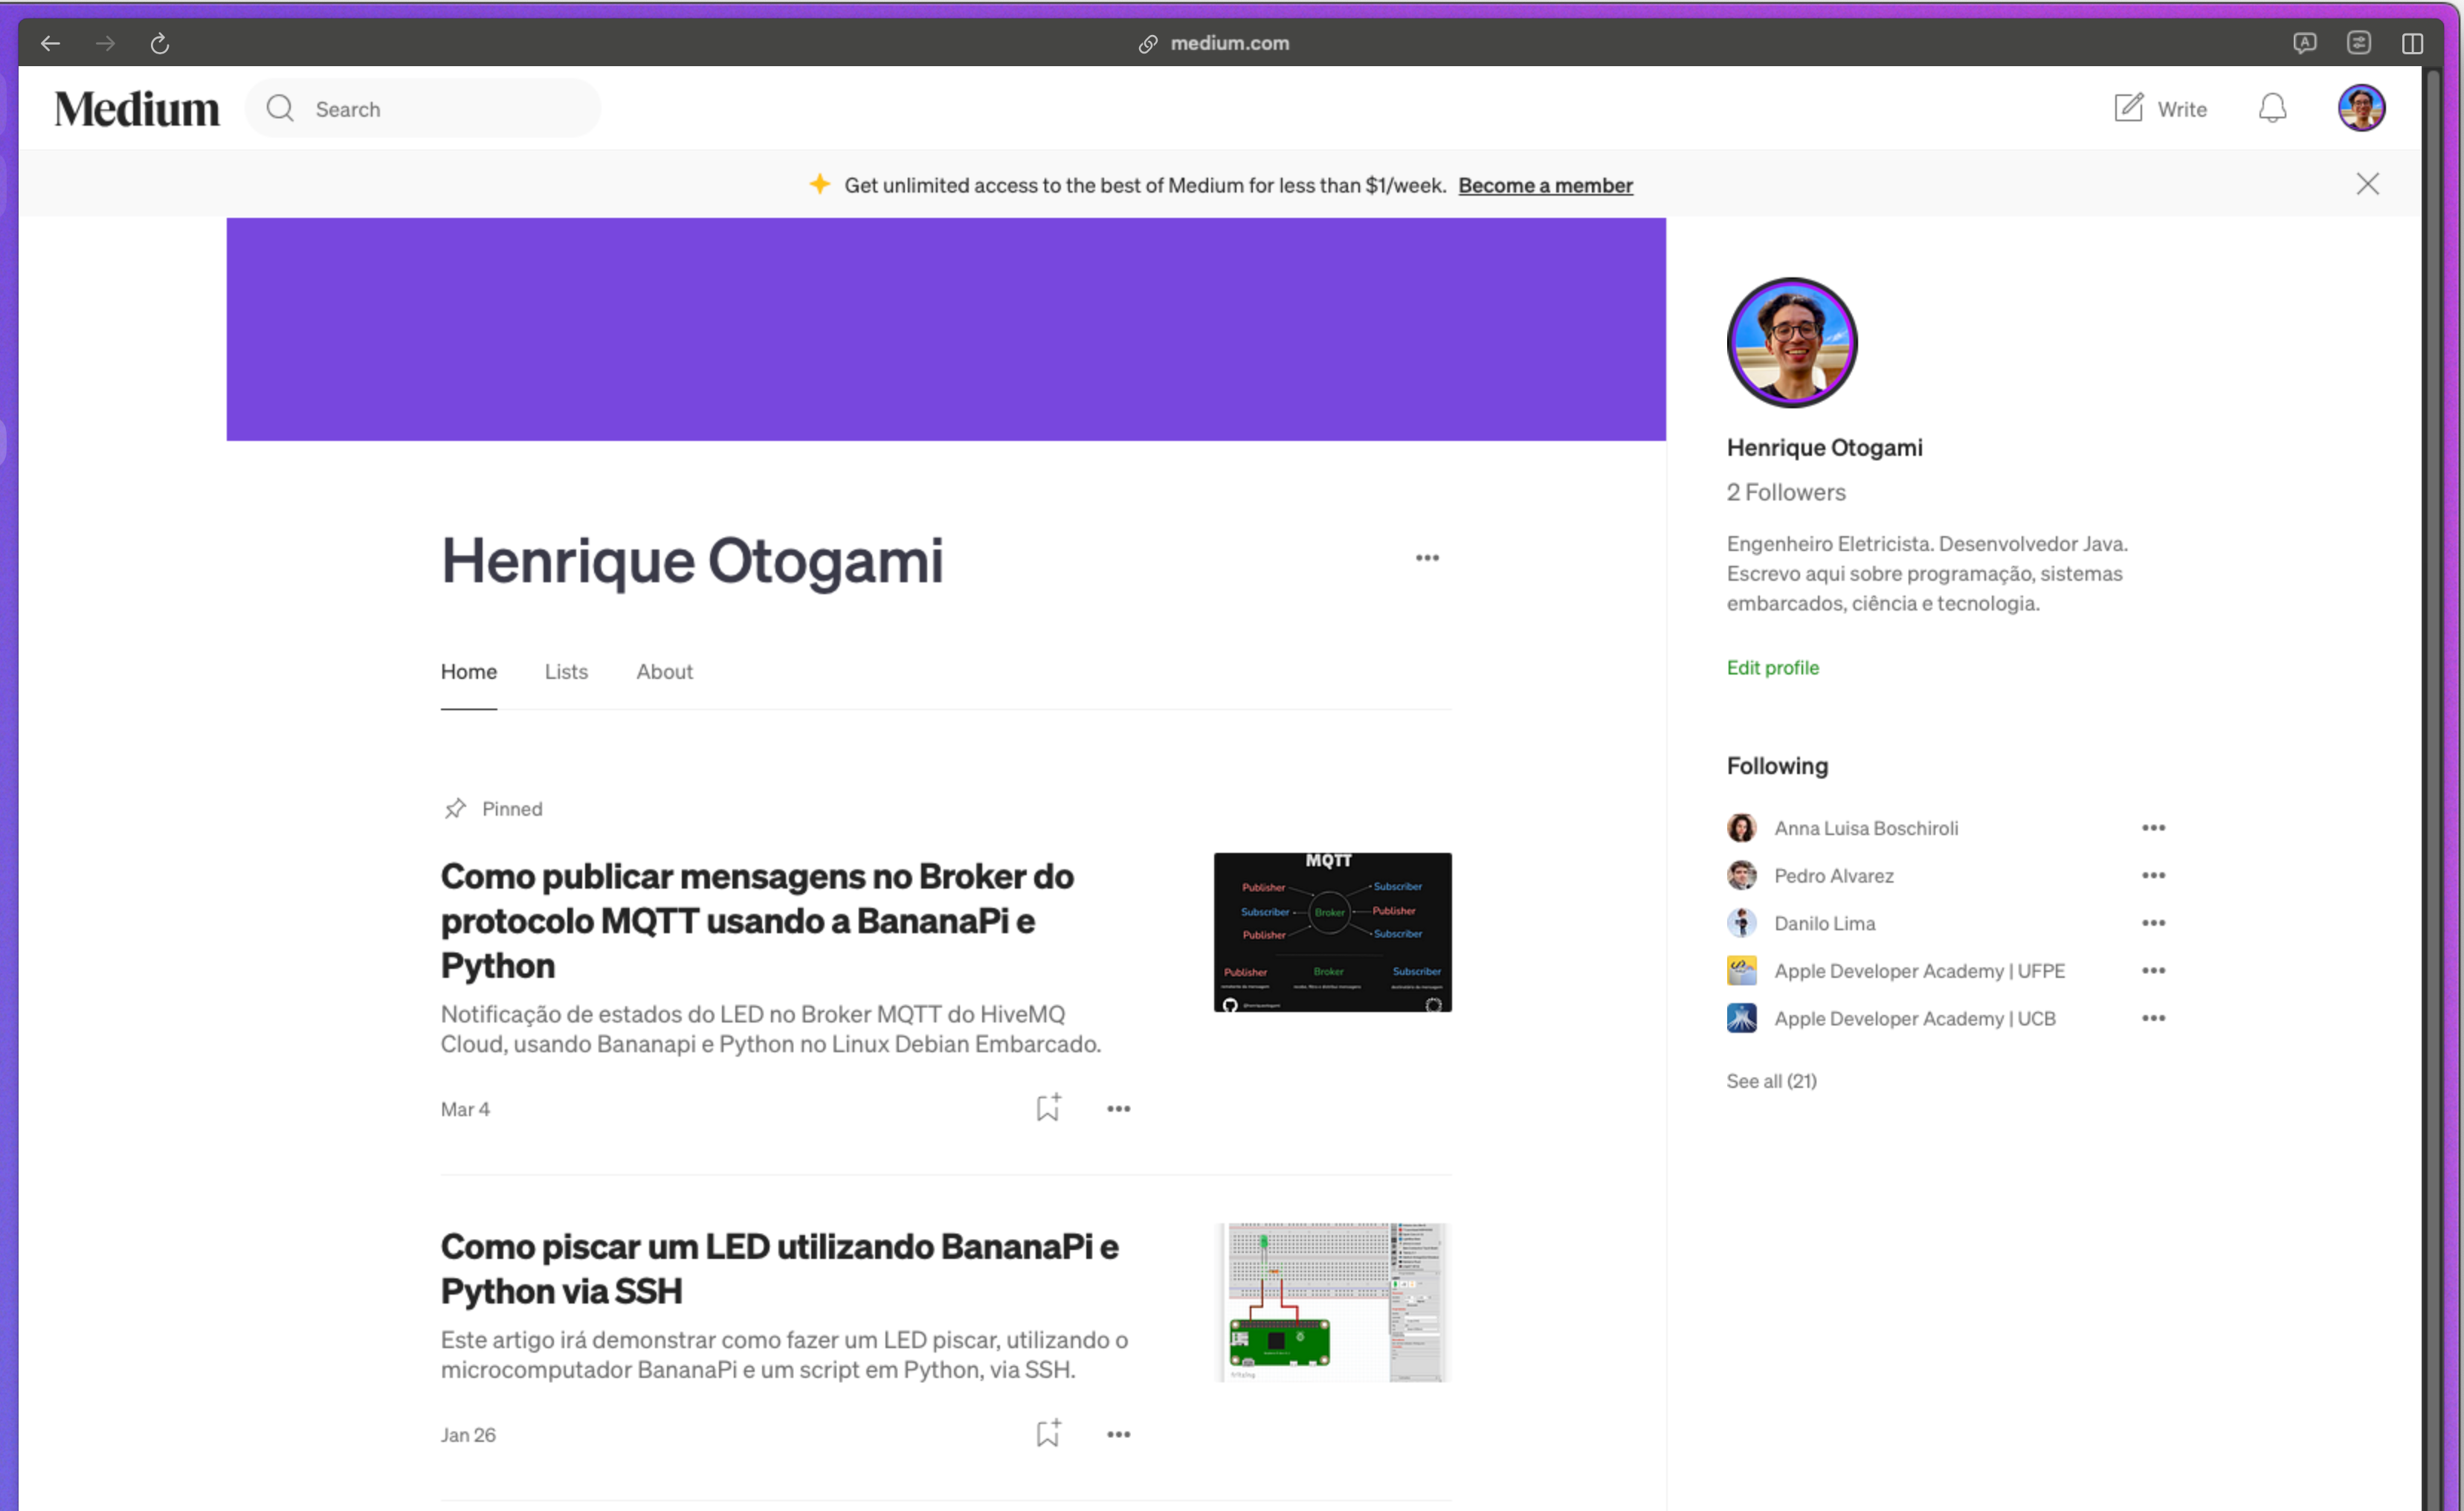 medium.com
Medium
Search
Write
Get unlimited access to the best of Medium for less than $1/week. Become a member
Henrique Otogami
Home
Lists
About
Pinned
Como publicar mensagens no Broker do
protocolo MQTT usando a BananaPi e
Python
Notificação de estados do LED no Broker MQTT do HiveMQ
Cloud, usando Bananapi e Python no Linux Debian Embarcado.
Mar 4
MQTT
Publisher
Subscriber
Subscriber
Broker
Publisher
Publisher
Subscriber
Publisher
Broker
Subscriber
Como piscar um LED utilizando BananaPi e
Python via SSH
Este artigo irá demonstrar como fazer um LED piscar, utilizando o
microcomputador BananaPi e um script em Python, via SSH.
Jan 26
fritzing
Henrique Otogami
2 Followers
Engenheiro Eletricista. Desenvolvedor Java.
Escrevo aqui sobre programação, sistemas
embarcados, ciência e tecnologia.
Edit profile
Following
Anna Luisa Boschiroli
Pedro Alvarez
Danilo Lima
Apple Developer Academy | UFPE
Apple Developer Academy | UCB
See all (21)